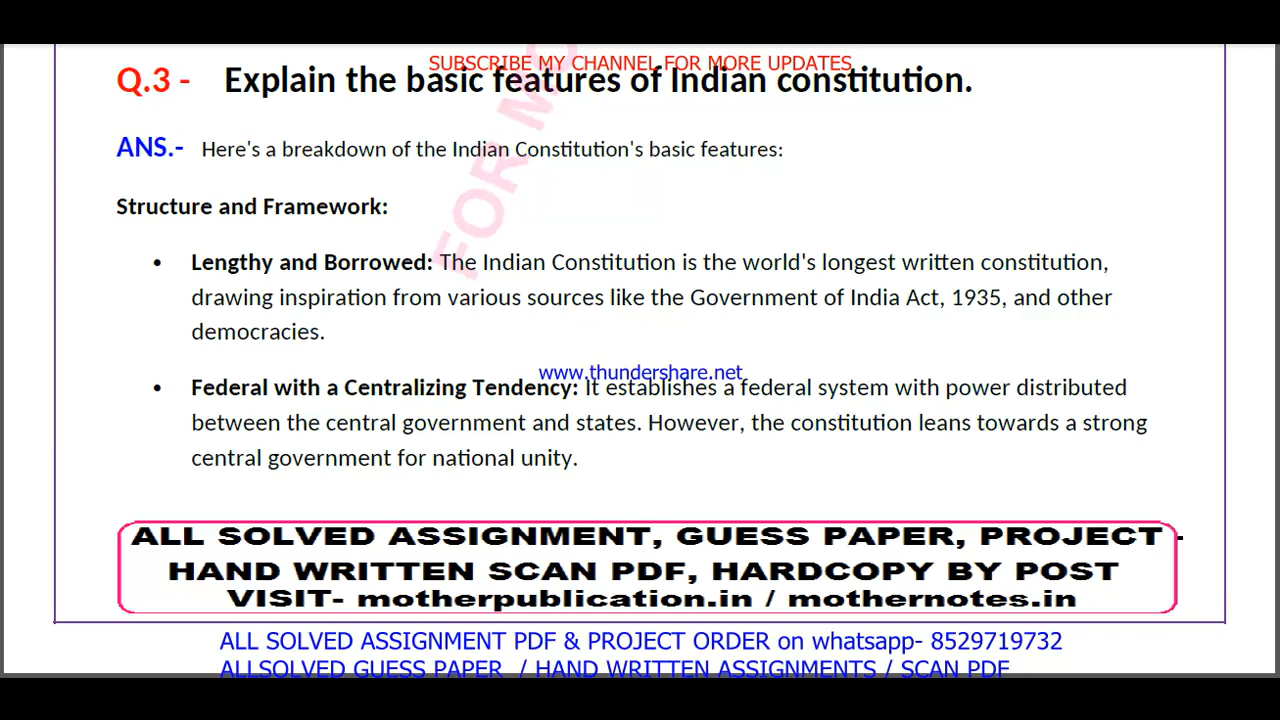 SUBSCRIBE MY CHANNEL FOR MORE UPDATES
Q.3 - Explain the basic features of Indian constitution.
ANS.- Here's a breakdown of the Indian Constitution's basic features:
FOR MO
Structure and Framework:
• Lengthy and Borrowed: The Indian Constitution is the world's longest written constitution,
drawing inspiration from various sources like the Government of India Act, 1935, and other
democracies.
www.thundershare.net
• Federal with a Centralizing Tendency: It establishes a federal system with power distributed
between the central government and states. However, the constitution leans towards a strong
central government for national unity.
ALL SOLVED ASSIGNMENT, GUESS PAPER, PROJECT -
HAND WRITTEN SCAN PDF, HARDCOPY BY POST
VISIT- motherpublication.in / mothernotes.in
ALL SOLVED ASSIGNMENT PDF & PROJECT ORDER on whatsapp- 8529719732
ALLSOLVED GUESS PAPER / HAND WRITTEN ASSIGNMENTS / SCAN PDF